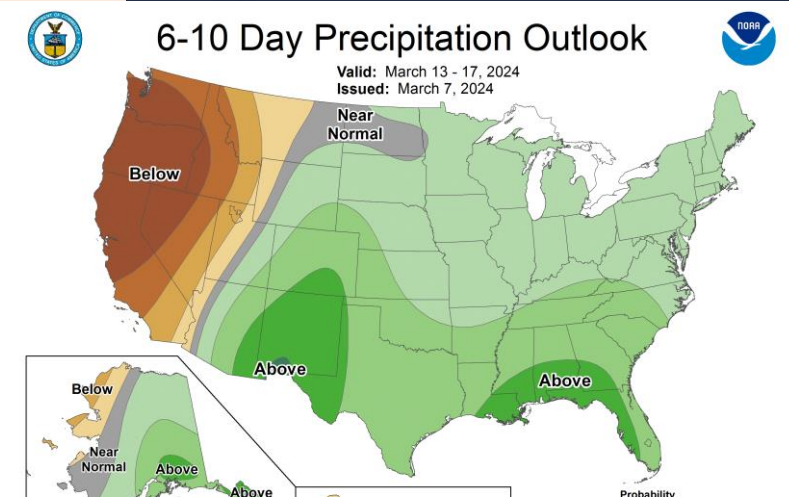 6-10 Day Precipitation Outlook
NOAA
Valid: March 13 - 17, 2024
Issued: March 7, 2024
Near
Normal
Below
Above
Above
Below
Near
Normal
Above
Above
Probability